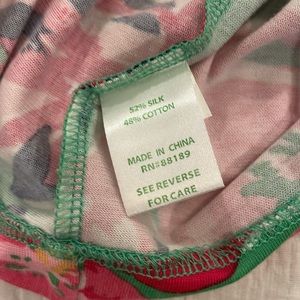 52% SILK
48% COTTON
MADE IN CHINA
RN#88189
SEE REVERSE
FOR CARE